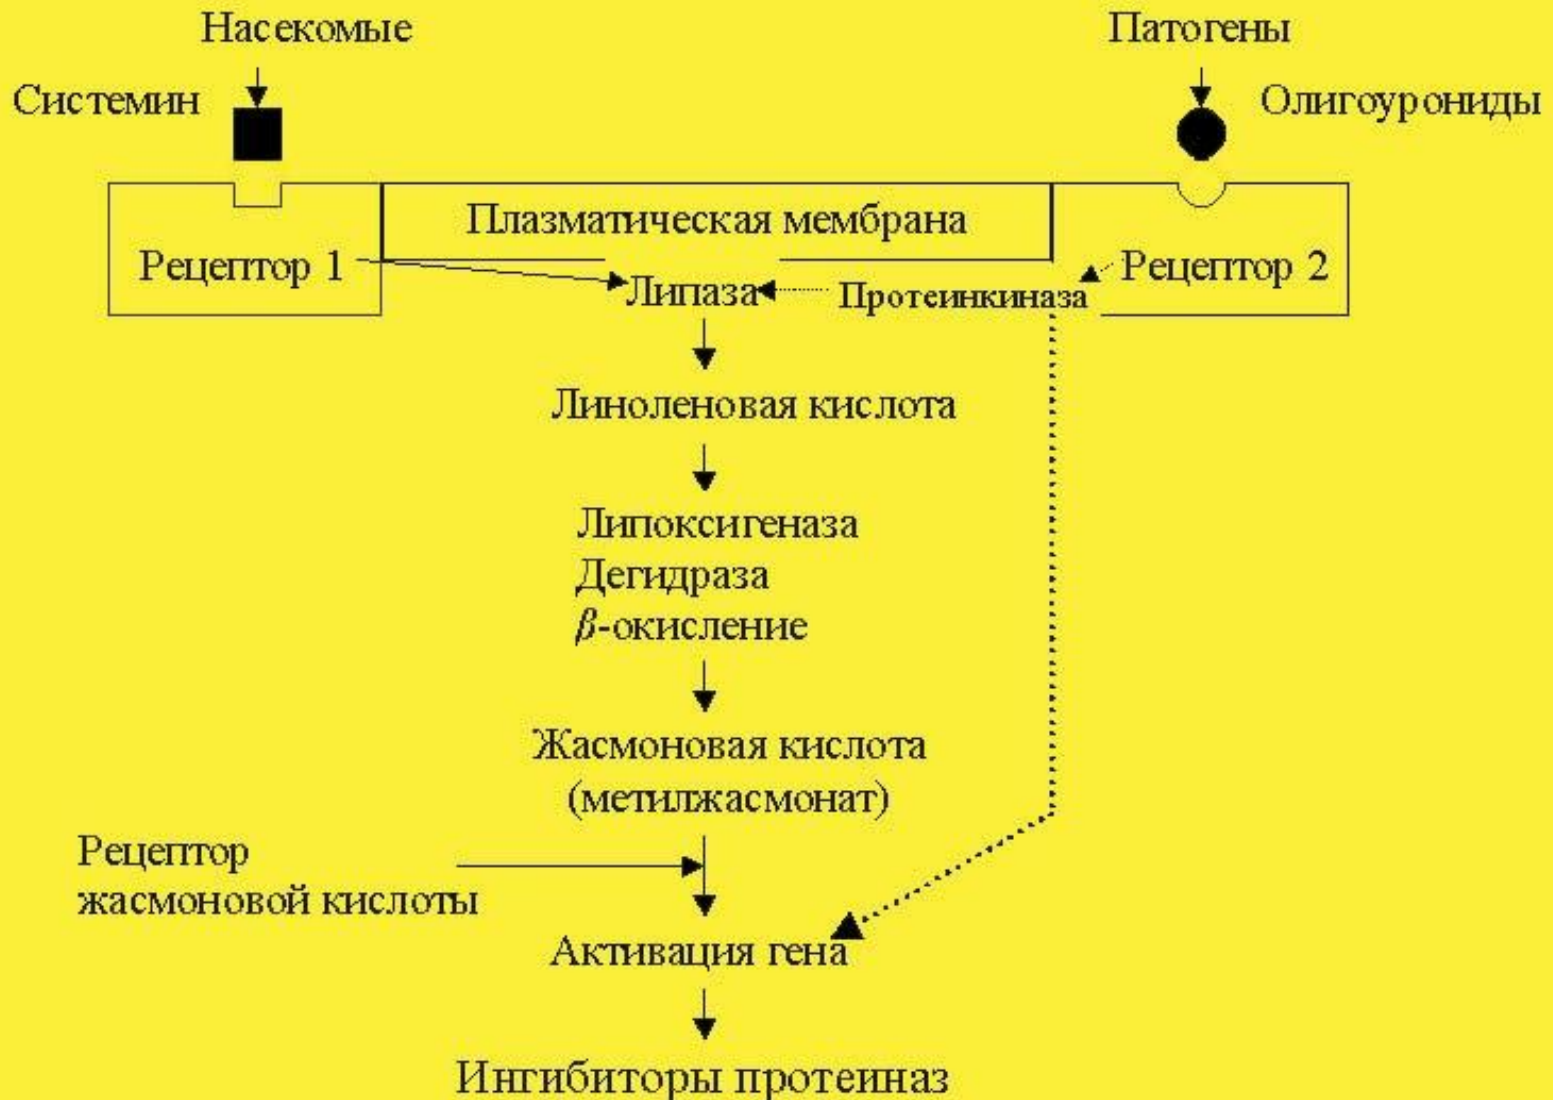 Насекомые
Патогены
Системин
Олигоурониды
Плазматическая мембрана
Рецептор 1
Рецептор 2
Липаза
Протеинкиназа
Линоленовая кислота
Липоксигеназа
Дегидраза
β-окисление
Жасмоновая кислота
(метилжасмонат)
Рецептор
жасмоновой кислоты
Активация гена
Ингибиторы протеиназ